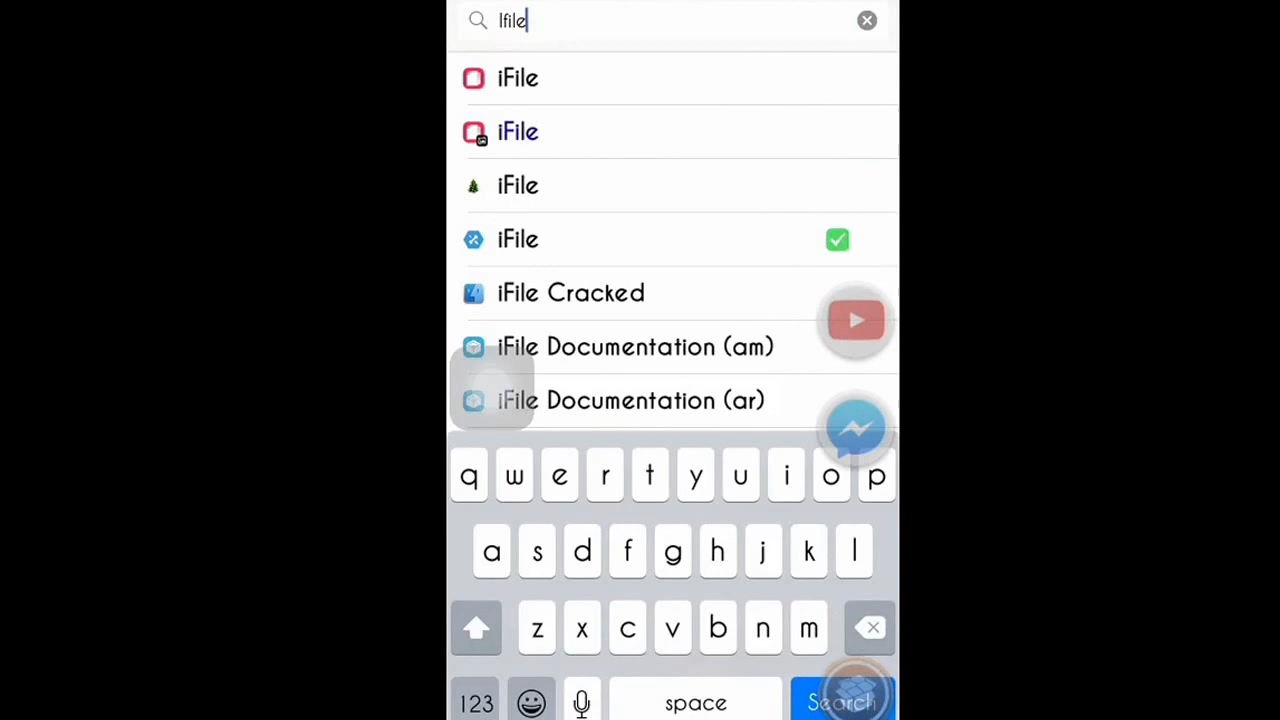 Ifile
iFile
iFile
iFile
iFile
iFile Cracked
iFile Documentation (am)
iFile Documentation (ar)
q w e r t y u i o p
a s d f g h j k l
z x c v b n m
123 space Search